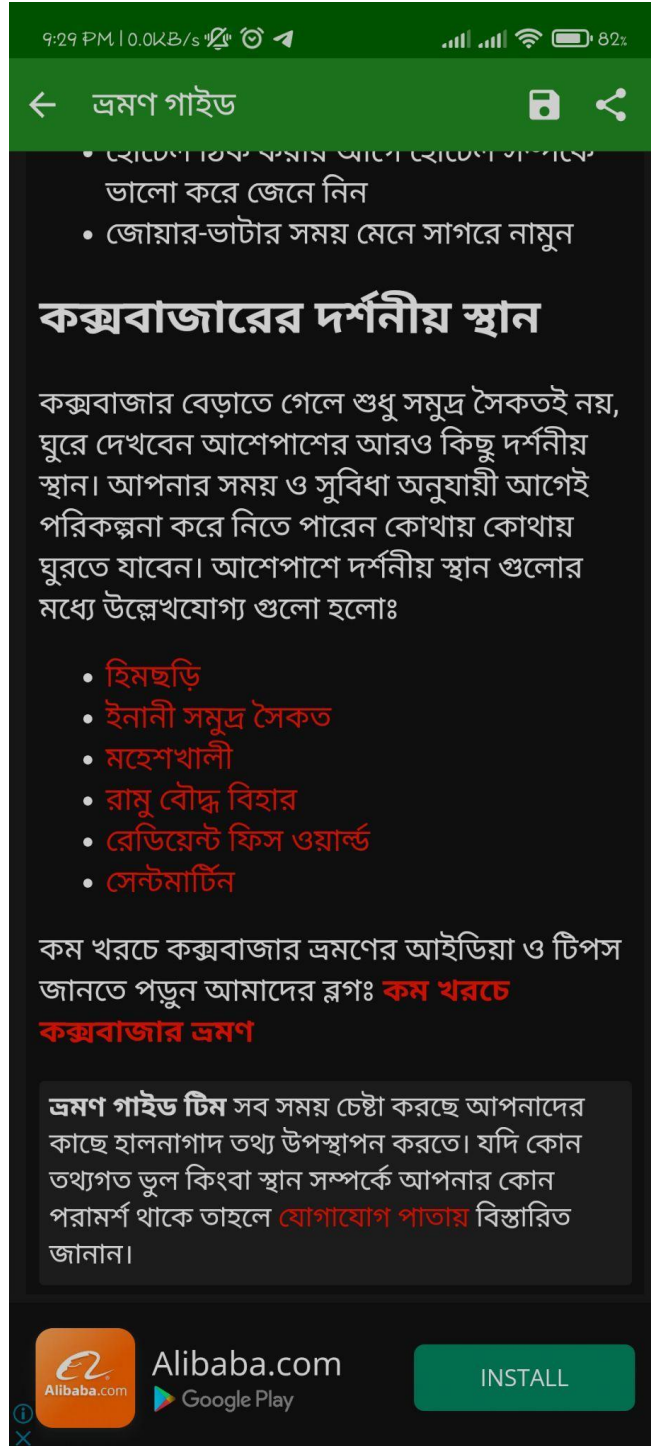 9:29 PM | 0.0KB/s
82%
ভ্রমণ গাইড
হোটেল ঠিক করার আগে হোটেল সম্পর্কে
ভালো করে জেনে নিন
জোয়ার-ভাটার সময় মেনে সাগরে নামুন
কক্সবাজারের দর্শনীয় স্থান
কক্সবাজার বেড়াতে গেলে শুধু সমুদ্র সৈকতই নয়,
ঘুরে দেখবেন আশেপাশের আরও কিছু দর্শনীয়
স্থান। আপনার সময় ও সুবিধা অনুযায়ী আগেই
পরিকল্পনা করে নিতে পারেন কোথায় কোথায়
ঘুরতে যাবেন। আশেপাশে দর্শনীয় স্থান গুলোর
মধ্যে উল্লেখযোগ্য গুলো হলোঃ
হিমছড়ি
ইনানী সমুদ্র সৈকত
মহেশখালী
রামু বৌদ্ধ বিহার
রেডিয়েন্ট ফিস ওয়ার্ল্ড
সেন্টমার্টিন
কম খরচে কক্সবাজার ভ্রমণের আইডিয়া ও টিপস
জানতে পড়ুন আমাদের ব্লগঃ কম খরচে
কক্সবাজার ভ্রমণ
ভ্রমণ গাইড টিম সব সময় চেষ্টা করছে আপনাদের
কাছে হালনাগাদ তথ্য উপস্থাপন করতে। যদি কোন
তথ্যগত ভুল কিংবা স্থান সম্পর্কে আপনার কোন
পরামর্শ থাকে তাহলে যোগাযোগ পাতায় বিস্তারিত
জানান।
Alibaba.com
Alibaba.com
Google Play
INSTALL